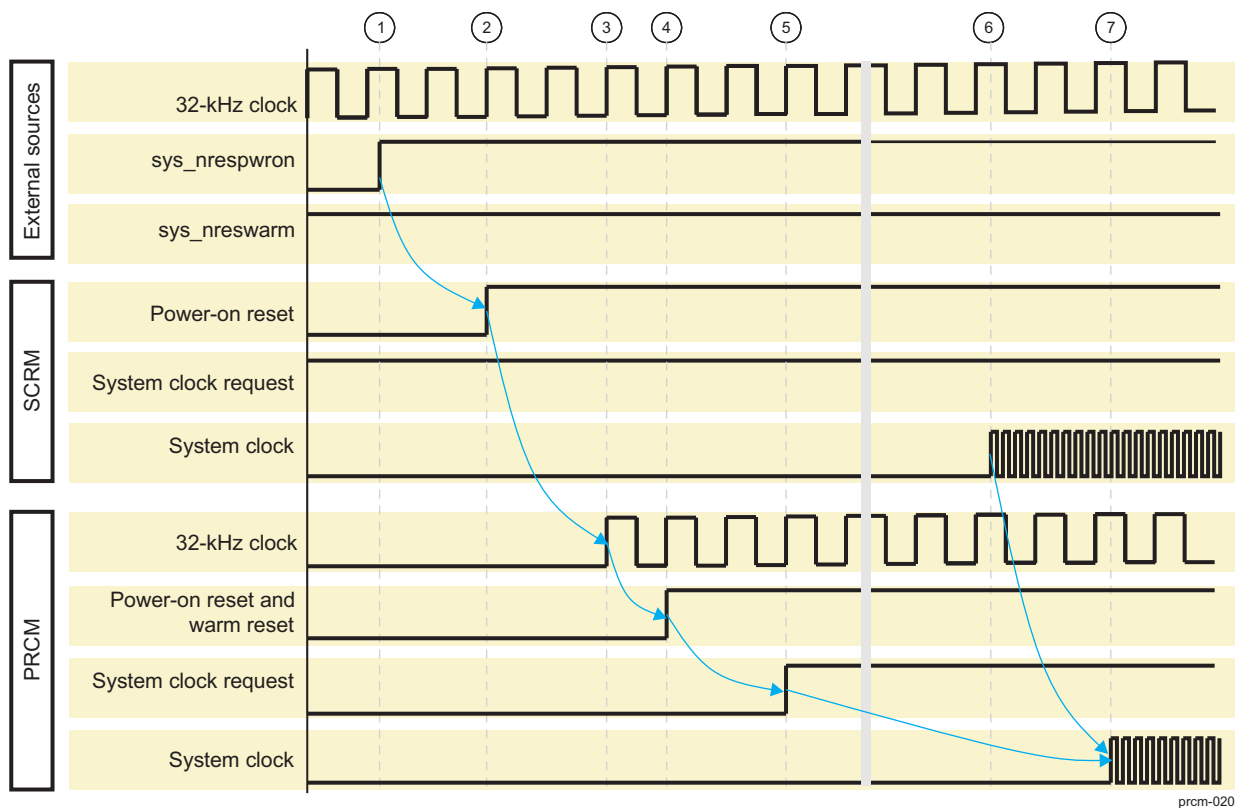 1 2 3 4 5 6 7
External sources
32-kHz clock
sys_nrespwron
sys_nreswarm
SCRM
Power-on reset
System clock request
System clock
PRCM
32-kHz clock
Power-on reset and
warm reset
System clock request
System clock
prcm-020